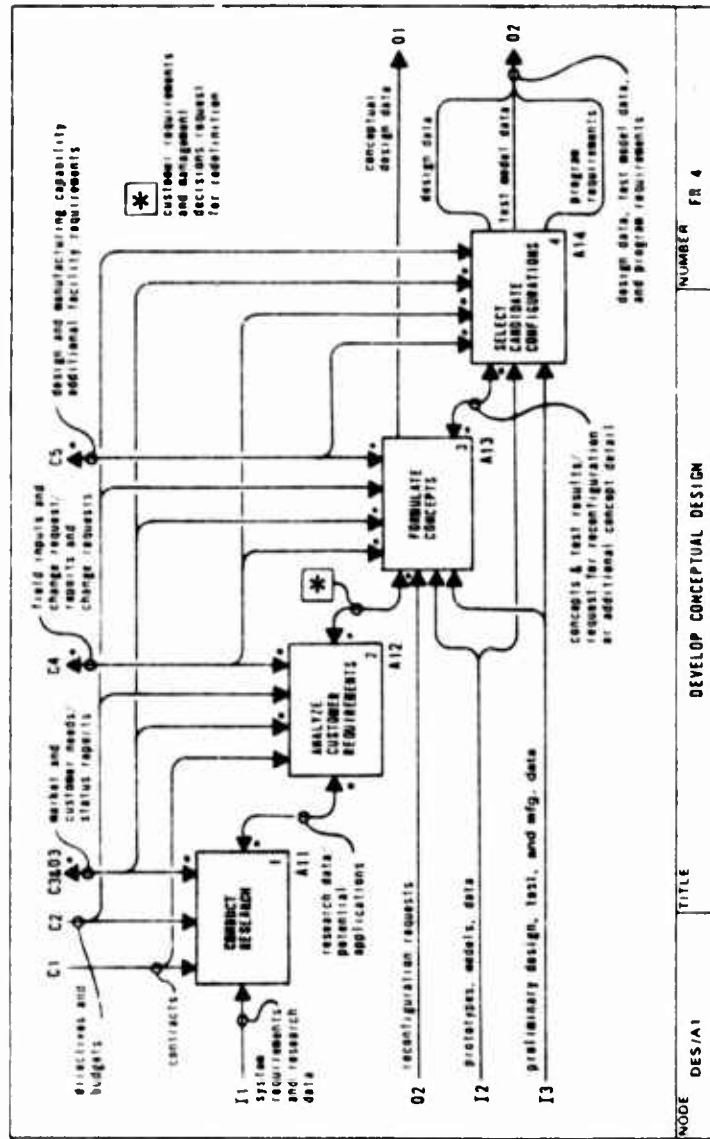 C1
C2
C3&O3
C4
C5
directives and
budgets
contracts
market and
customer needs/
status reports
field inputs and
change request/
reports and
change requests
design and manufacturing capability
additional facility requirements
*
customer requirements
and management
decisions request
for redefinition
I1
system
requirements
and research
data
CONDUCT
RESEARCH
1
A11
research data/
potential
applications
ANALYZE
CUSTOMER
REQUIREMENTS
2
A12
*
FORMULATE
CONCEPTS
3
A13
conceptual
design data
O1
SELECT
CANDIDATE
CONFIGURATIONS
4
A14
design data
test model data
program
requirements
O2
design data, test model data,
and program requirements
concepts & test results/
request for reconfiguration
or additional concept detail
O2
reconfiguration requests
I2
prototypes, models, data
I3
preliminary design, test, and mfg. data
NODE DES/A1
TITLE DEVELOP CONCEPTUAL DESIGN
NUMBER FR 4